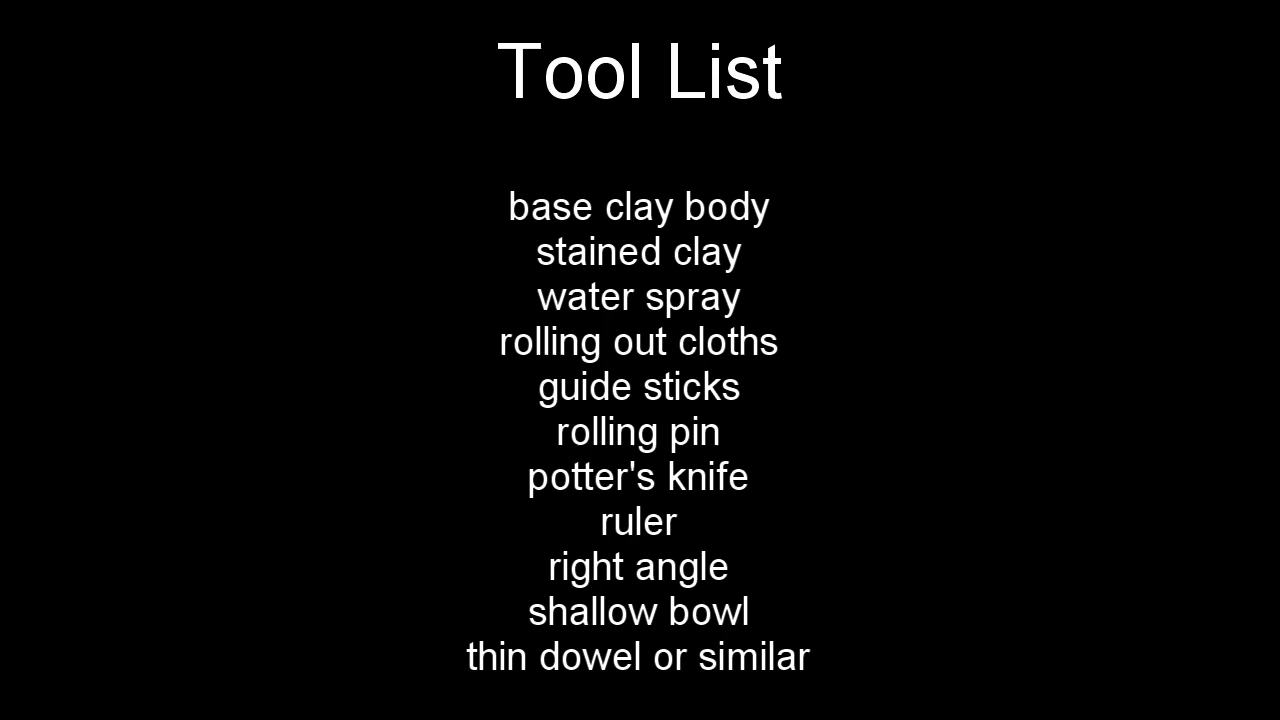 Tool List
base clay body
stained clay
water spray
rolling out cloths
guide sticks
rolling pin
potter's knife
ruler
right angle
shallow bowl
thin dowel or similar